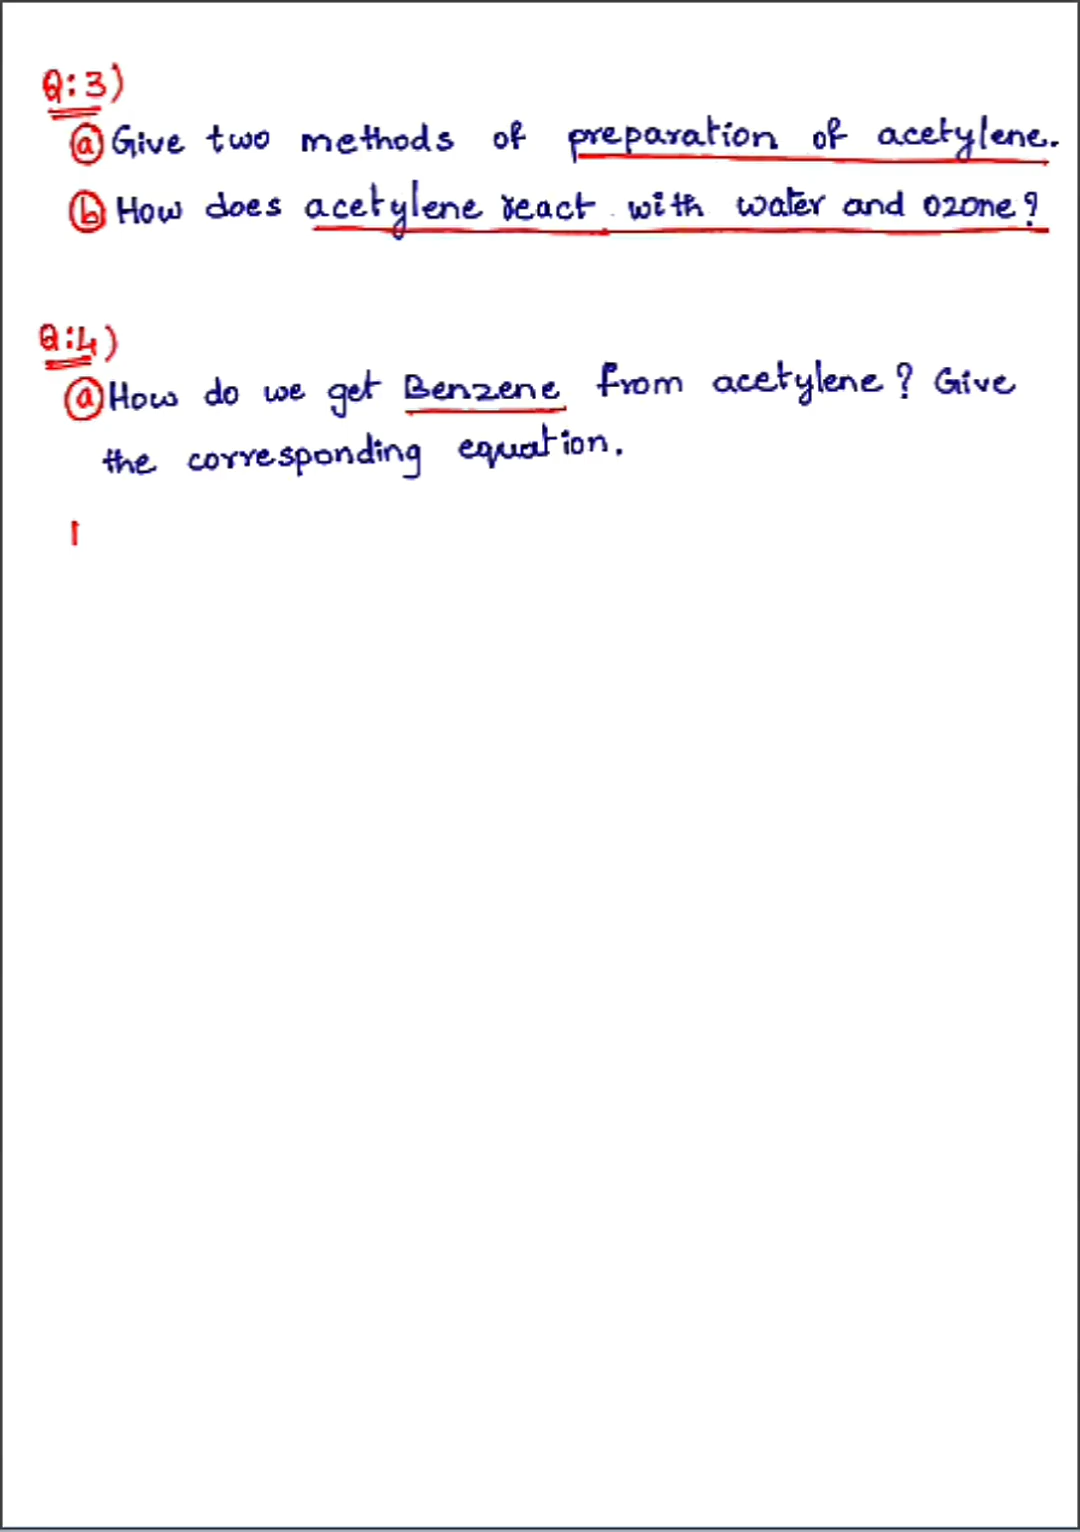 Q:3)
(a) Give two methods of preparation of acetylene.
(b) How does acetylene react with water and ozone?
Q:4)
(a) How do we get Benzene from acetylene? Give
the corresponding equation.